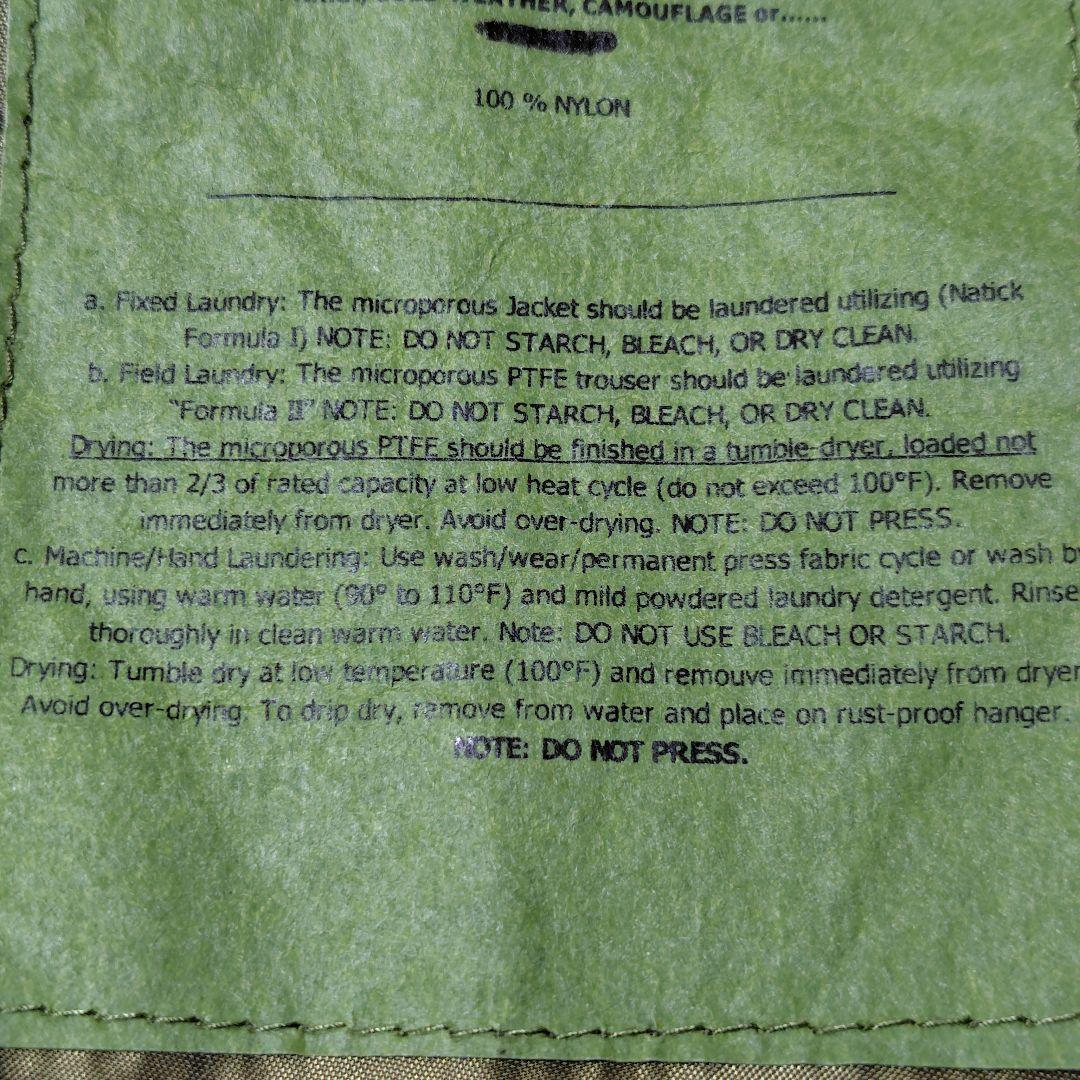 WEATHER, CAMOUFLAGE or......
100 % NYLON
a. Fixed Laundry: The microporous Jacket should be laundered utilizing (Natick
Formula I) NOTE: DO NOT STARCH, BLEACH, OR DRY CLEAN.
b. Field Laundry: The microporous PTFE trouser should be laundered utilizing
"Formula II" NOTE: DO NOT STARCH, BLEACH, OR DRY CLEAN.
Drying: The microporous PTFE should be finished in a tumble dryer, loaded not
more than 2/3 of rated capacity at low heat cycle (do not exceed 100°F). Remove
immediately from dryer. Avoid over-drying. NOTE: DO NOT PRESS.
c. Machine/Hand Laundering: Use wash/wear/permanent press fabric cycle or wash by
hand, using warm water (90° to 110°F) and mild powdered laundry detergent. Rinse
thoroughly in clean warm water. Note: DO NOT USE BLEACH OR STARCH.
Drying: Tumble dry at low temperature (100°F) and remouve immediately from dryer
Avoid over-drying. To drip dry, remove from water and place on rust-proof hanger.
NOTE: DO NOT PRESS.